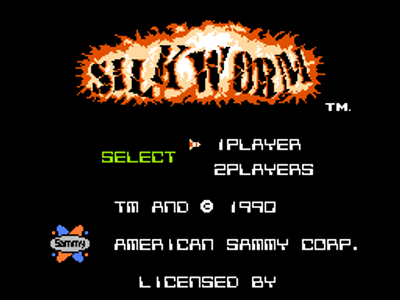 SILKWORM
TM.
1PLAYER
SELECT
2PLAYERS
TM AND © 1990
Sammy
AMERICAN SAMMY CORP.
LICENSED BY